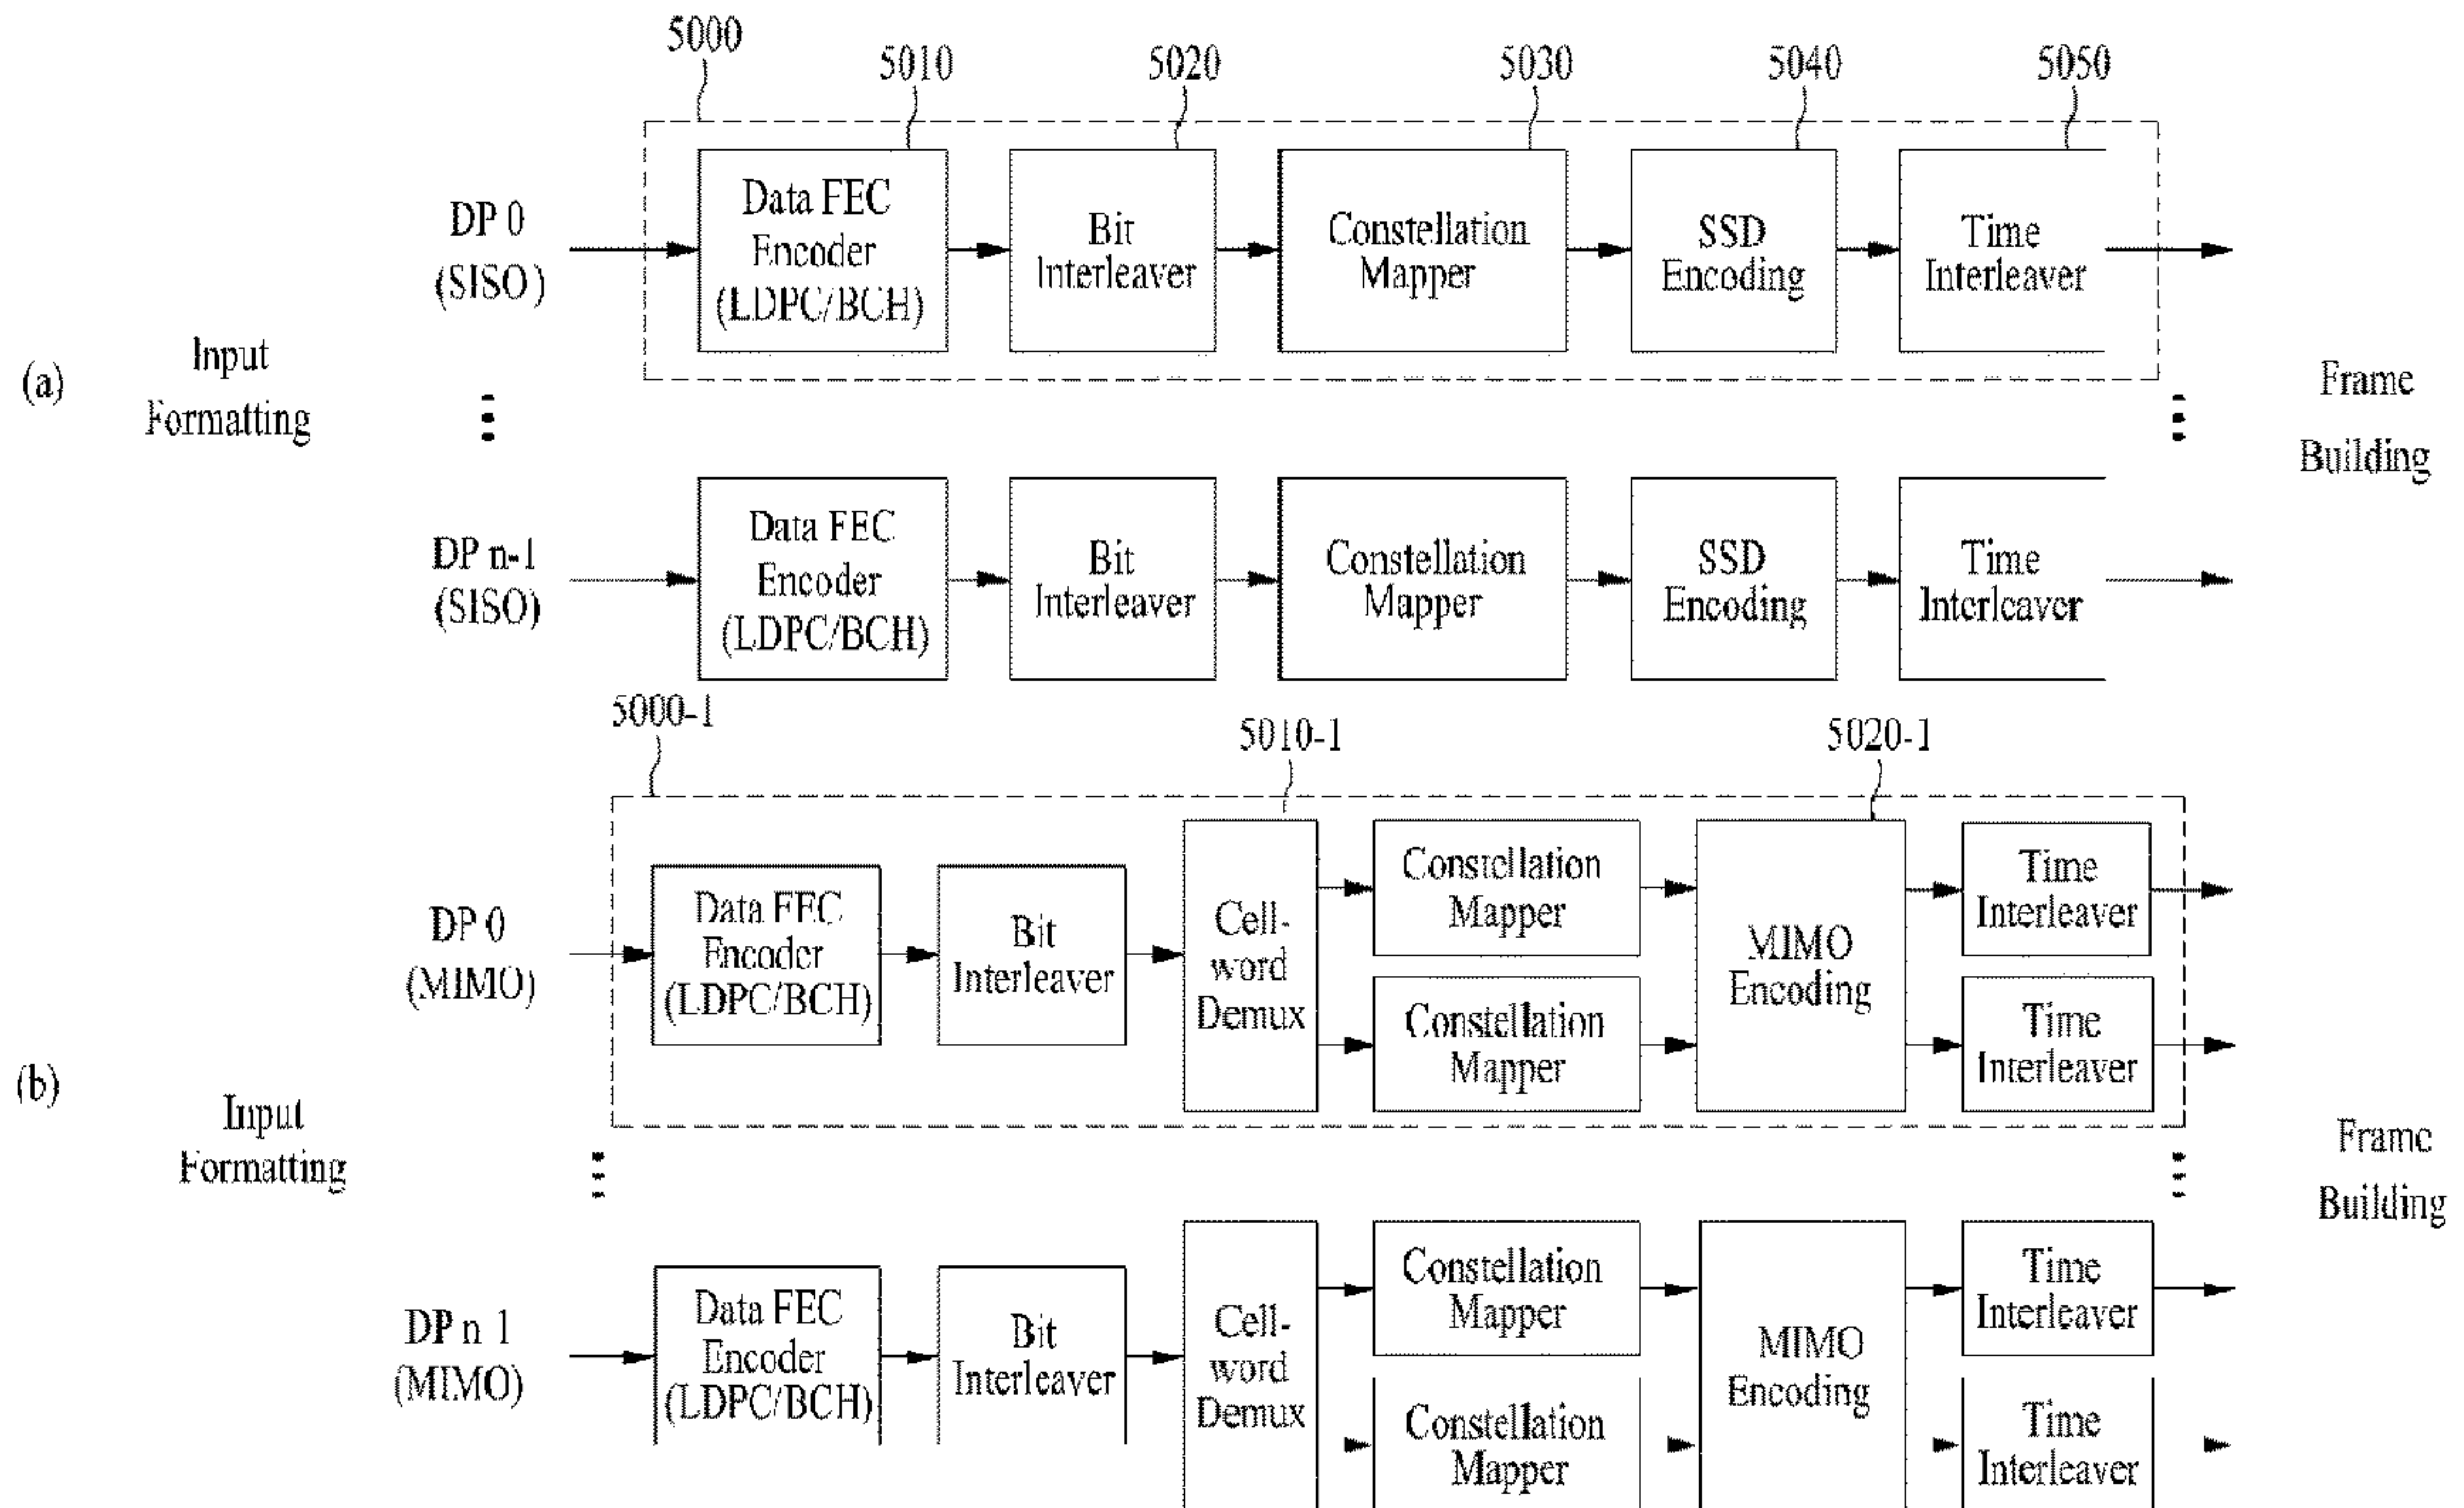 5000
5010
5020
5030
5040
5050
DP 0
(SISO)
Data FEC
Encoder
(LDPC/BCH)
Bit
Interleaver
Constellation
Mapper
SSD
Encoding
Time
Interleaver
(a)
Input
Formatting
Frame
Building
DP n-1
(SISO)
Data FEC
Encoder
(LDPC/BCH)
Bit
Interleaver
Constellation
Mapper
SSD
Encoding
Time
Interleaver
5000-1
5010-1
5020-1
DP 0
(MIMO)
Data FEC
Encoder
(LDPC/BCH)
Bit
Interleaver
Cell-
word
Demux
Constellation
Mapper
Constellation
Mapper
MIMO
Encoding
Time
Interleaver
Time
Interleaver
(b)
Input
Formatting
Frame
Building
DP n 1
(MIMO)
Data FEC
Encoder
(LDPC/BCH)
Bit
Interleaver
Cell-
word
Demux
Constellation
Mapper
Constellation
Mapper
MIMO
Encoding
Time
Interleaver
Time
Interleaver